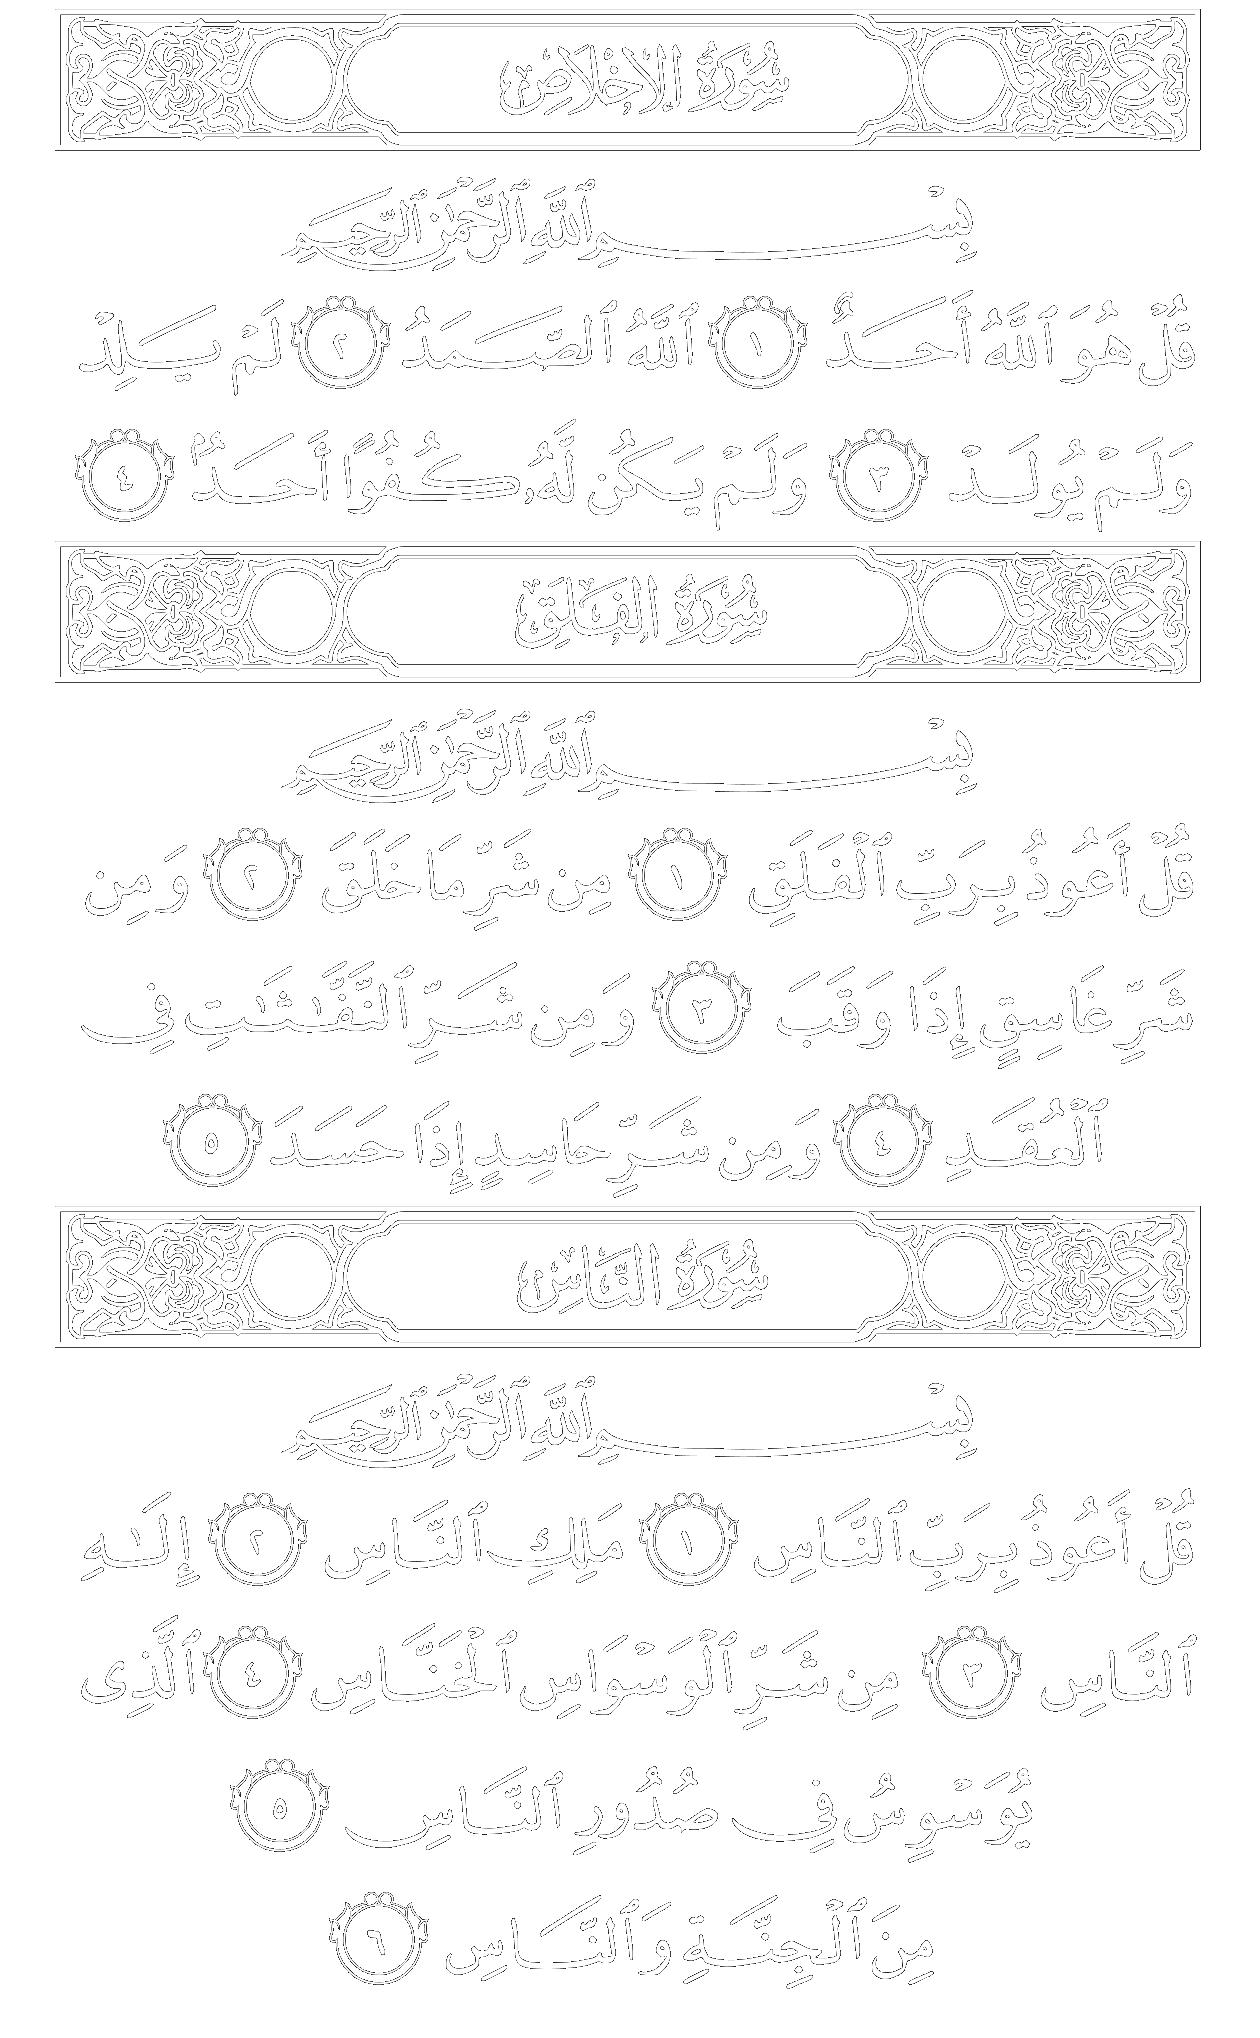 سُورَةُ الإِخْلَاصِ
بِسْمِ ٱللَّهِ ٱلرَّحْمَٰنِ ٱلرَّحِيمِ
قُلْ هُوَ ٱللَّهُ أَحَدٌ ١ ٱللَّهُ ٱلصَّمَدُ ٢ لَمْ يَلِدْ
وَلَمْ يُولَدْ ٣ وَلَمْ يَكُن لَّهُۥ كُفُوًا أَحَدٌۢ ٤
سُورَةُ الْفَلَقِ
بِسْمِ ٱللَّهِ ٱلرَّحْمَٰنِ ٱلرَّحِيمِ
قُلْ أَعُوذُ بِرَبِّ ٱلْفَلَقِ ١ مِن شَرِّ مَا خَلَقَ ٢ وَمِن
شَرِّ غَاسِقٍ إِذَا وَقَبَ ٣ وَمِن شَرِّ ٱلنَّفَّٰثَٰتِ فِى
ٱلْعُقَدِ ٤ وَمِن شَرِّ حَاسِدٍ إِذَا حَسَدَ ٥
سُورَةُ النَّاسِ
بِسْمِ ٱللَّهِ ٱلرَّحْمَٰنِ ٱلرَّحِيمِ
قُلْ أَعُوذُ بِرَبِّ ٱلنَّاسِ ١ مَلِكِ ٱلنَّاسِ ٢ إِلَٰهِ
ٱلنَّاسِ ٣ مِن شَرِّ ٱلْوَسْوَاسِ ٱلْخَنَّاسِ ٤ ٱلَّذِى
يُوَسْوِسُ فِى صُدُورِ ٱلنَّاسِ ٥
مِنَ ٱلْجِنَّةِ وَٱلنَّاسِ ٦